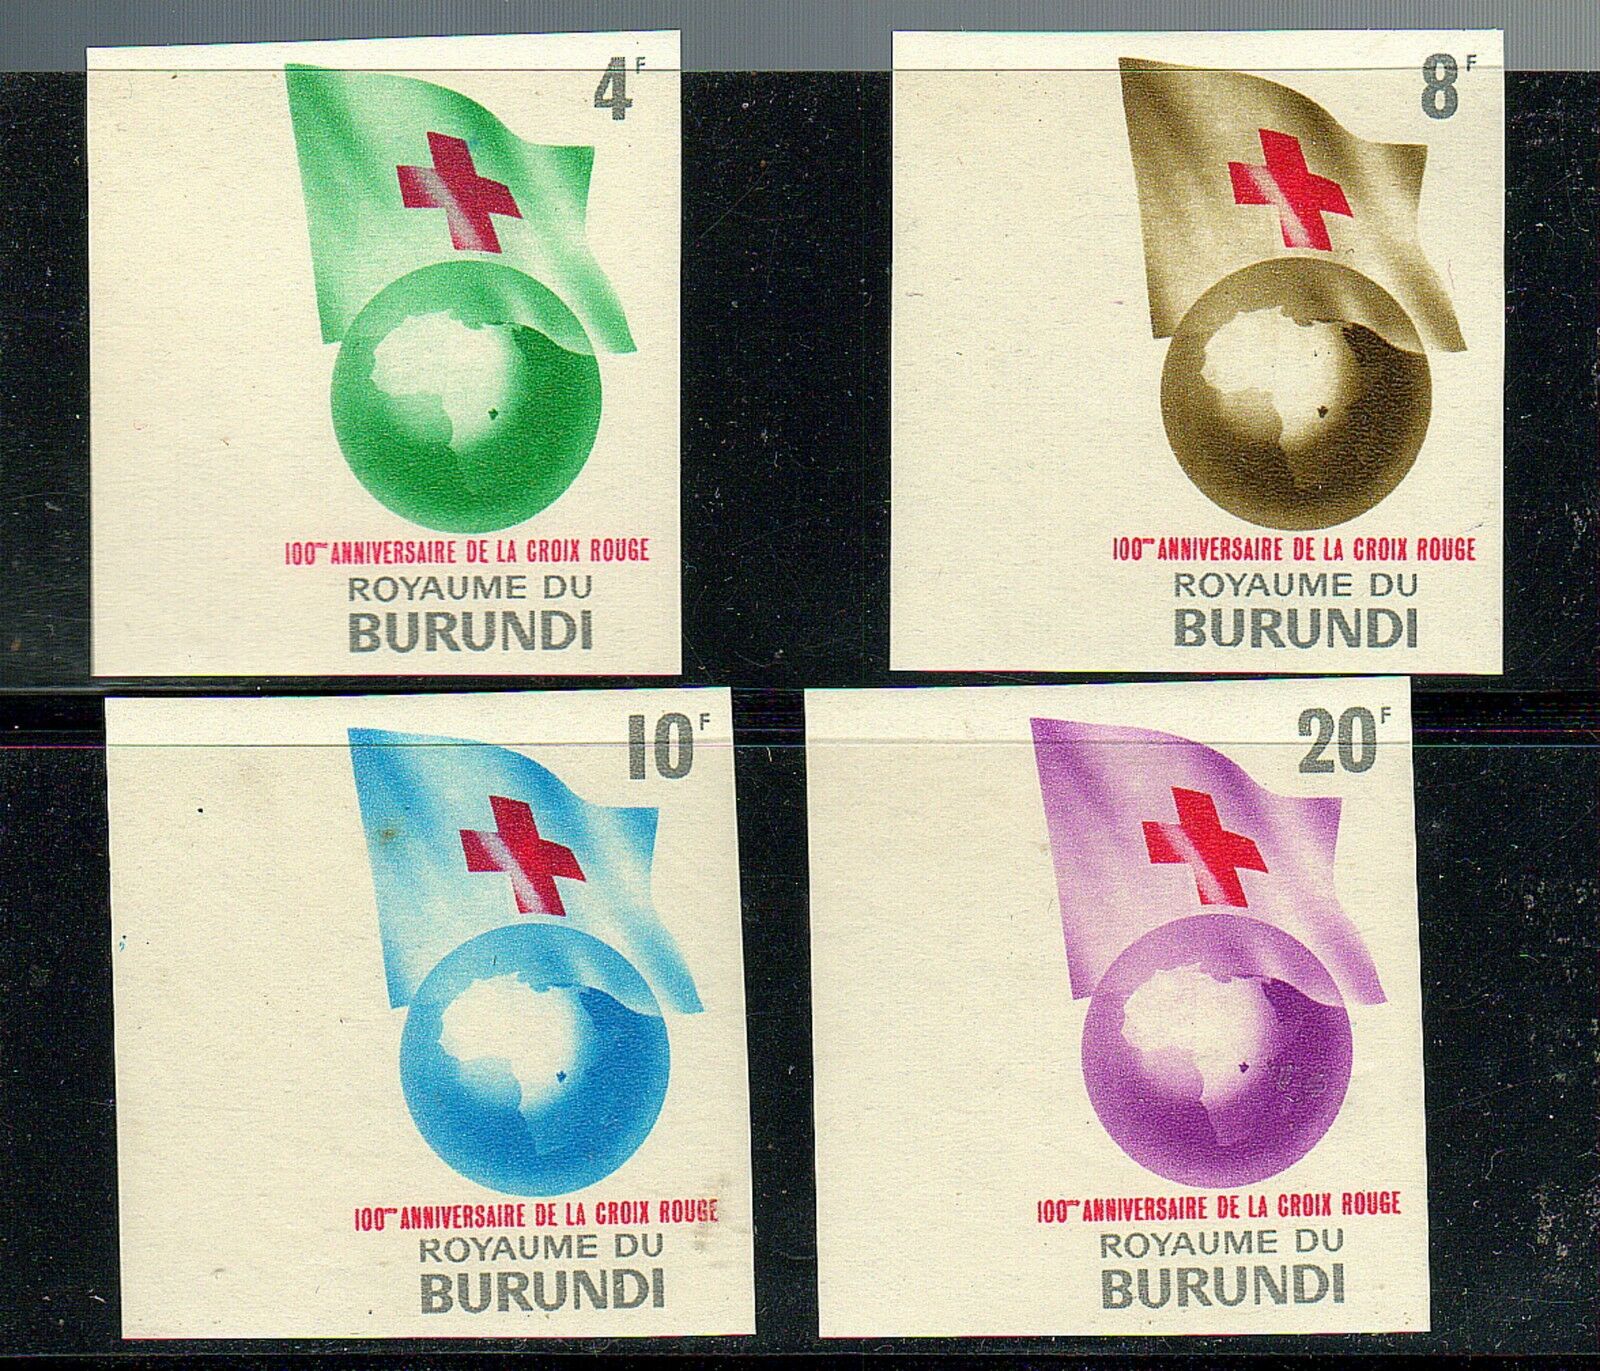 4F
100me ANNIVERSAIRE DE LA CROIX ROUGE
ROYAUME DU
BURUNDI
8F
100me ANNIVERSAIRE DE LA CROIX ROUGE
ROYAUME DU
BURUNDI
10F
100me ANNIVERSAIRE DE LA CROIX ROUGE
ROYAUME DU
BURUNDI
20F
100me ANNIVERSAIRE DE LA CROIX ROUGE
ROYAUME DU
BURUNDI